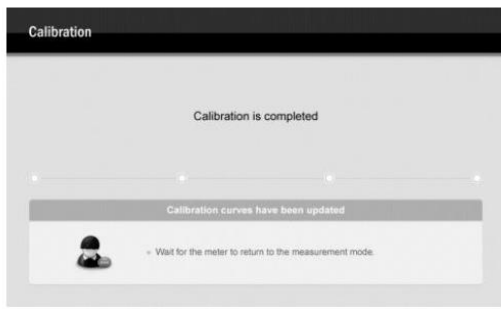 Calibration
Calibration is completed
Calibration curves have been updated
Wait for the meter to return to the measurement mode.